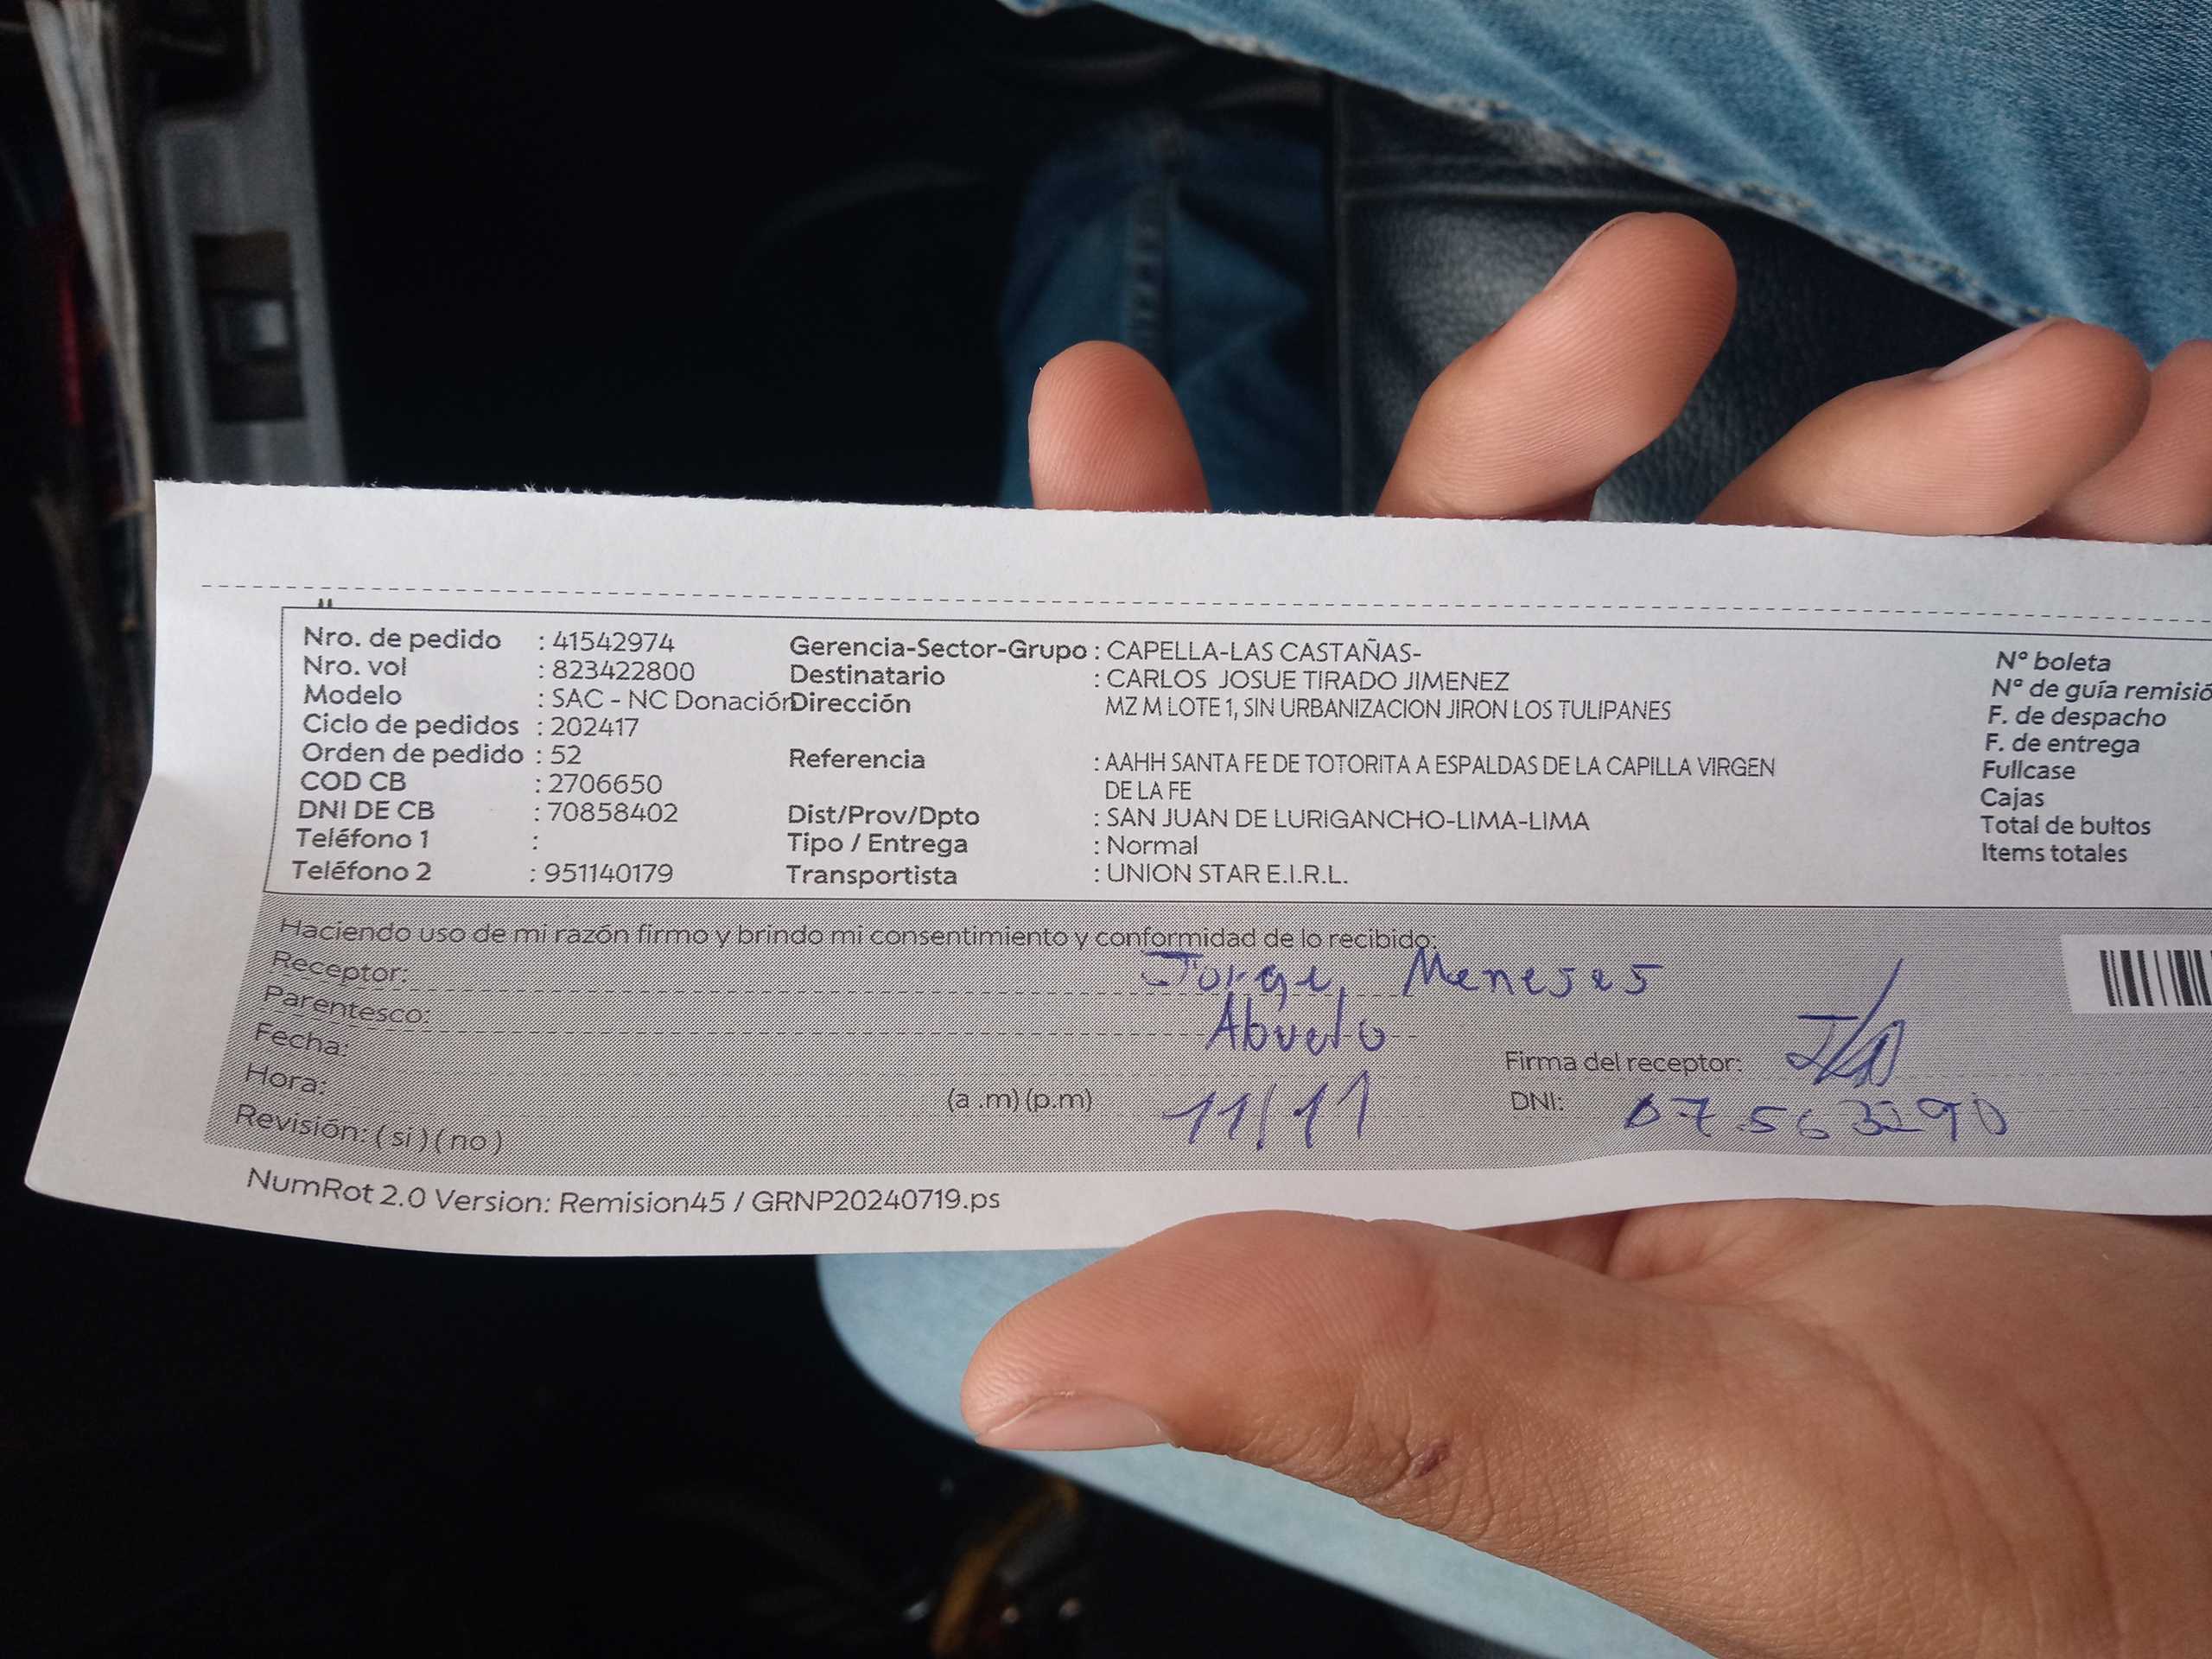 Nro. de pedido : 41542974 Gerencia-Sector-Grupo : CAPELLA-LAS CASTAÑAS- N° boleta
Nro. vol : 823422800 Destinatario : CARLOS JOSUE TIRADO JIMENEZ N° de guía remisió
Modelo : SAC - NC Donación Dirección MZ M LOTE 1, SIN URBANIZACION JIRON LOS TULIPANES F. de despacho
Ciclo de pedidos : 202417 F. de entrega
Orden de pedido : 52 Referencia : AAHH SANTA FE DE TOTORITA A ESPALDAS DE LA CAPILLA VIRGEN Fullcase
COD CB : 2706650 DE LA FE Cajas
DNI DE CB : 70858402 Dist/Prov/Dpto : SAN JUAN DE LURIGANCHO-LIMA-LIMA Total de bultos
Teléfono 1 : Tipo / Entrega : Normal Items totales
Teléfono 2 : 951140179 Transportista : UNION STAR E.I.R.L.
Haciendo uso de mi razón firmo y brindo mi consentimiento y conformidad de lo recibido:
Receptor: Jorge Meneses
Parentesco: Abuelo
Fecha: Firma del receptor:
Hora: (a .m) (p.m) 11/11 DNI: 07563290
Revisión: ( si ) ( no )
NumRot 2.0 Version: Remision45 / GRNP20240719.ps